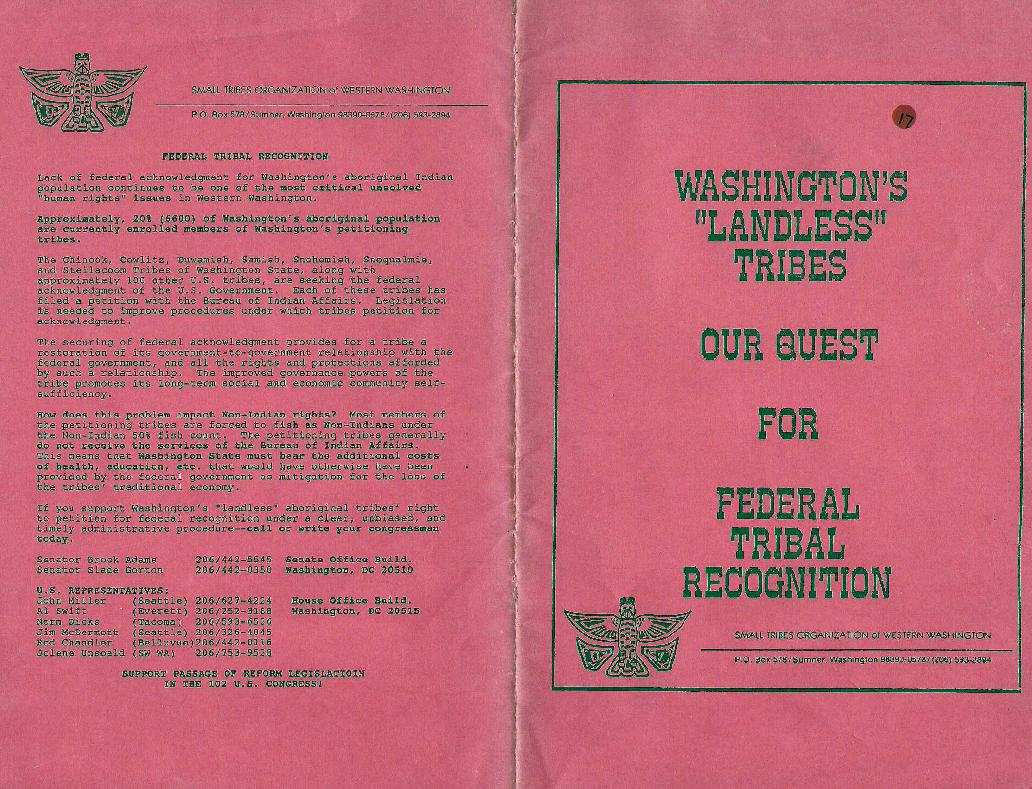 SMALL TRIBES ORGANIZATION of WESTERN WASHINGTON
P.O. Box 578/Sumner, Washington 98390-0578/(206) 593-2894
FEDERAL TRIBAL RECOGNITION
Lack of federal acknowledgment for Washington's aboriginal Indian
population continues to be one of the most critical unsolved
"human rights" issues in Western Washington.
Approximately, 20% (6600) of Washington's aboriginal population
are currently enrolled members of Washington's petitioning
tribes.
The Chinook, Cowlitz, Duwamish, Samish, Snohomish, Snoqualmie,
and Steilacoom Tribes of Washington State, along with
approximately 100 other U.S. tribes, are seeking the federal
acknowledgment of the U.S. Government. Each of these tribes has
filed a petition with the Bureau of Indian Affairs. Legislation
is needed to improve procedures under which tribes petition for
acknowledgment.
The securing of federal acknowledgment provides for a tribe a
restoration of its government-to-government relationship with the
federal government, and all the rights and protections afforded
by such a relationship. The improved governance powers of the
tribe promotes its long-term social and economic community self-
sufficiency.
How does this problem impact Non-Indian rights? Most members of
the petitioning tribes are forced to fish as Non-Indians under
the Non-Indian 50% fish count. The petitioning tribes generally
do not receive the services of the Bureau of Indian Affairs.
This means that Washington State must bear the additional costs
of health, education, etc. that would have otherwise have been
provided by the federal government as mitigation for the loss of
the tribes' traditional economy.
If you support Washington's "landless" aboriginal tribes' right
to petition for federal recognition under a clear, unbiased, and
timely administrative procedure--call or write your congressman
today.
Senator Brock Adams 206/442-5545 Senate Office Build.
Senator Slade Gorton 206/442-0350 Washington, DC 20510
U.S. REPRESENTATIVES:
John Miller (Seattle) 206/627-4224 House Office Build.
Al Swift (Everett) 206/252-3188 Washington, DC 20515
Norm Dicks (Tacoma) 206/593-6536
Jim McDermott (Seattle)
Rod Chandler (Bellevue) 206/442-0116
Jolene Unsoeld (SW WA) 206/753-9528
SUPPORT PASSAGE OF REFORM LEGISLATION
IN THE 102 U.S. CONGRESS!
17
WASHINGTON'S
"LANDLESS"
TRIBES
OUR QUEST
FOR
FEDERAL
TRIBAL
RECOGNITION
SMALL TRIBES ORGANIZATION of WESTERN WASHINGTON
P.O. Box 578/Sumner, Washington 98390-0578/(206) 593-2894